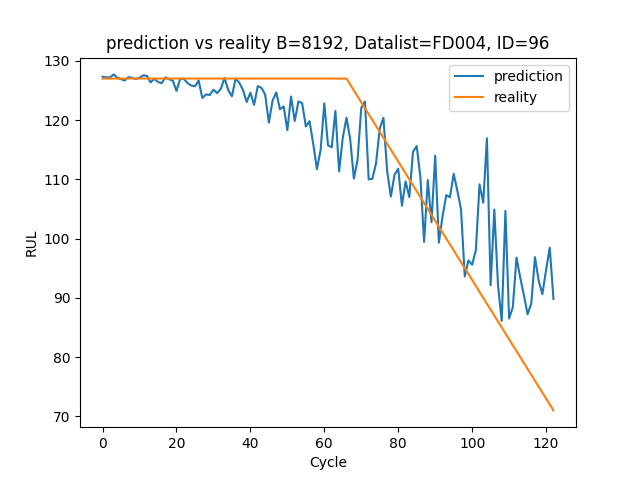 prediction vs reality B=8192, Datalist=FD004, ID=96
prediction
reality
130
120
110
100
90
80
70
RUL
0 20 40 60 80 100 120
Cycle